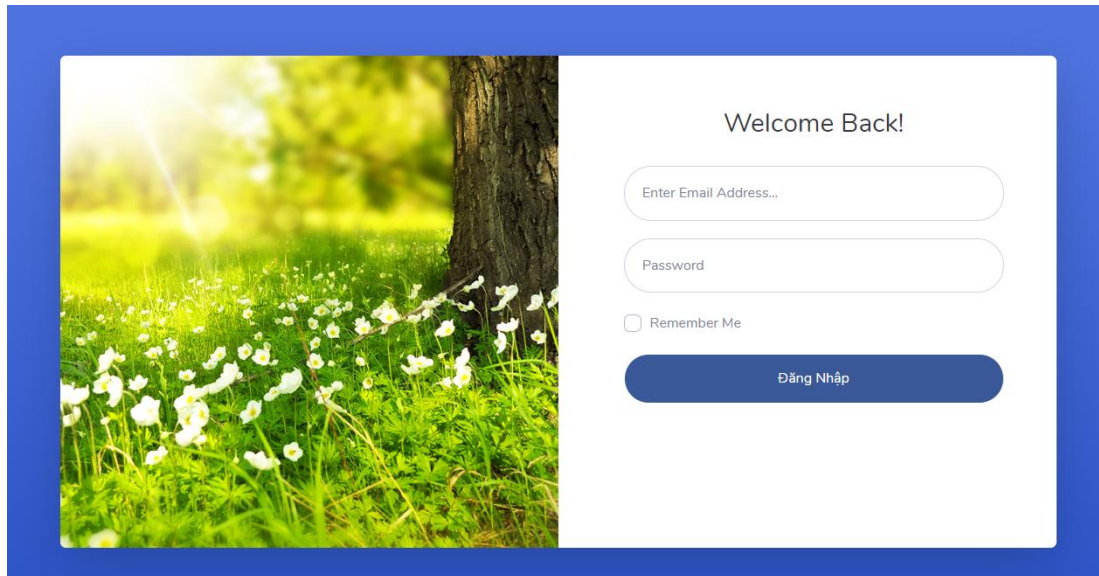 Welcome Back!
Enter Email Address...
Password
Remember Me
Đăng Nhập